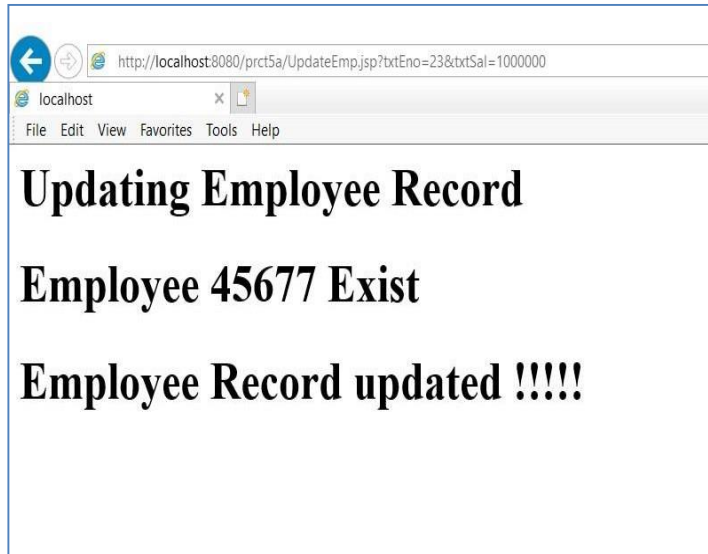 http://localhost:8080/prct5a/UpdateEmp.jsp?txtEno=23&txtSal=1000000
localhost
File Edit View Favorites Tools Help
Updating Employee Record
Employee 45677 Exist
Employee Record updated !!!!!